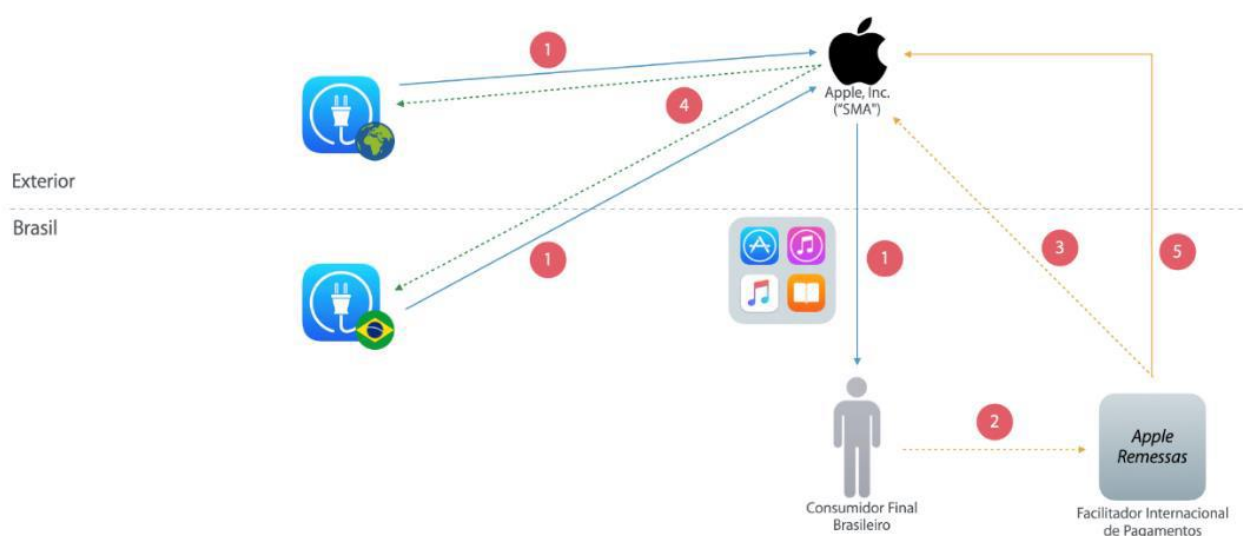 1
Apple, Inc.
("SMA")
4
Exterior
Brasil
1
1
3
5
2
Apple
Remessas
Consumidor Final
Brasileiro
Facilitador Internacional
de Pagamentos